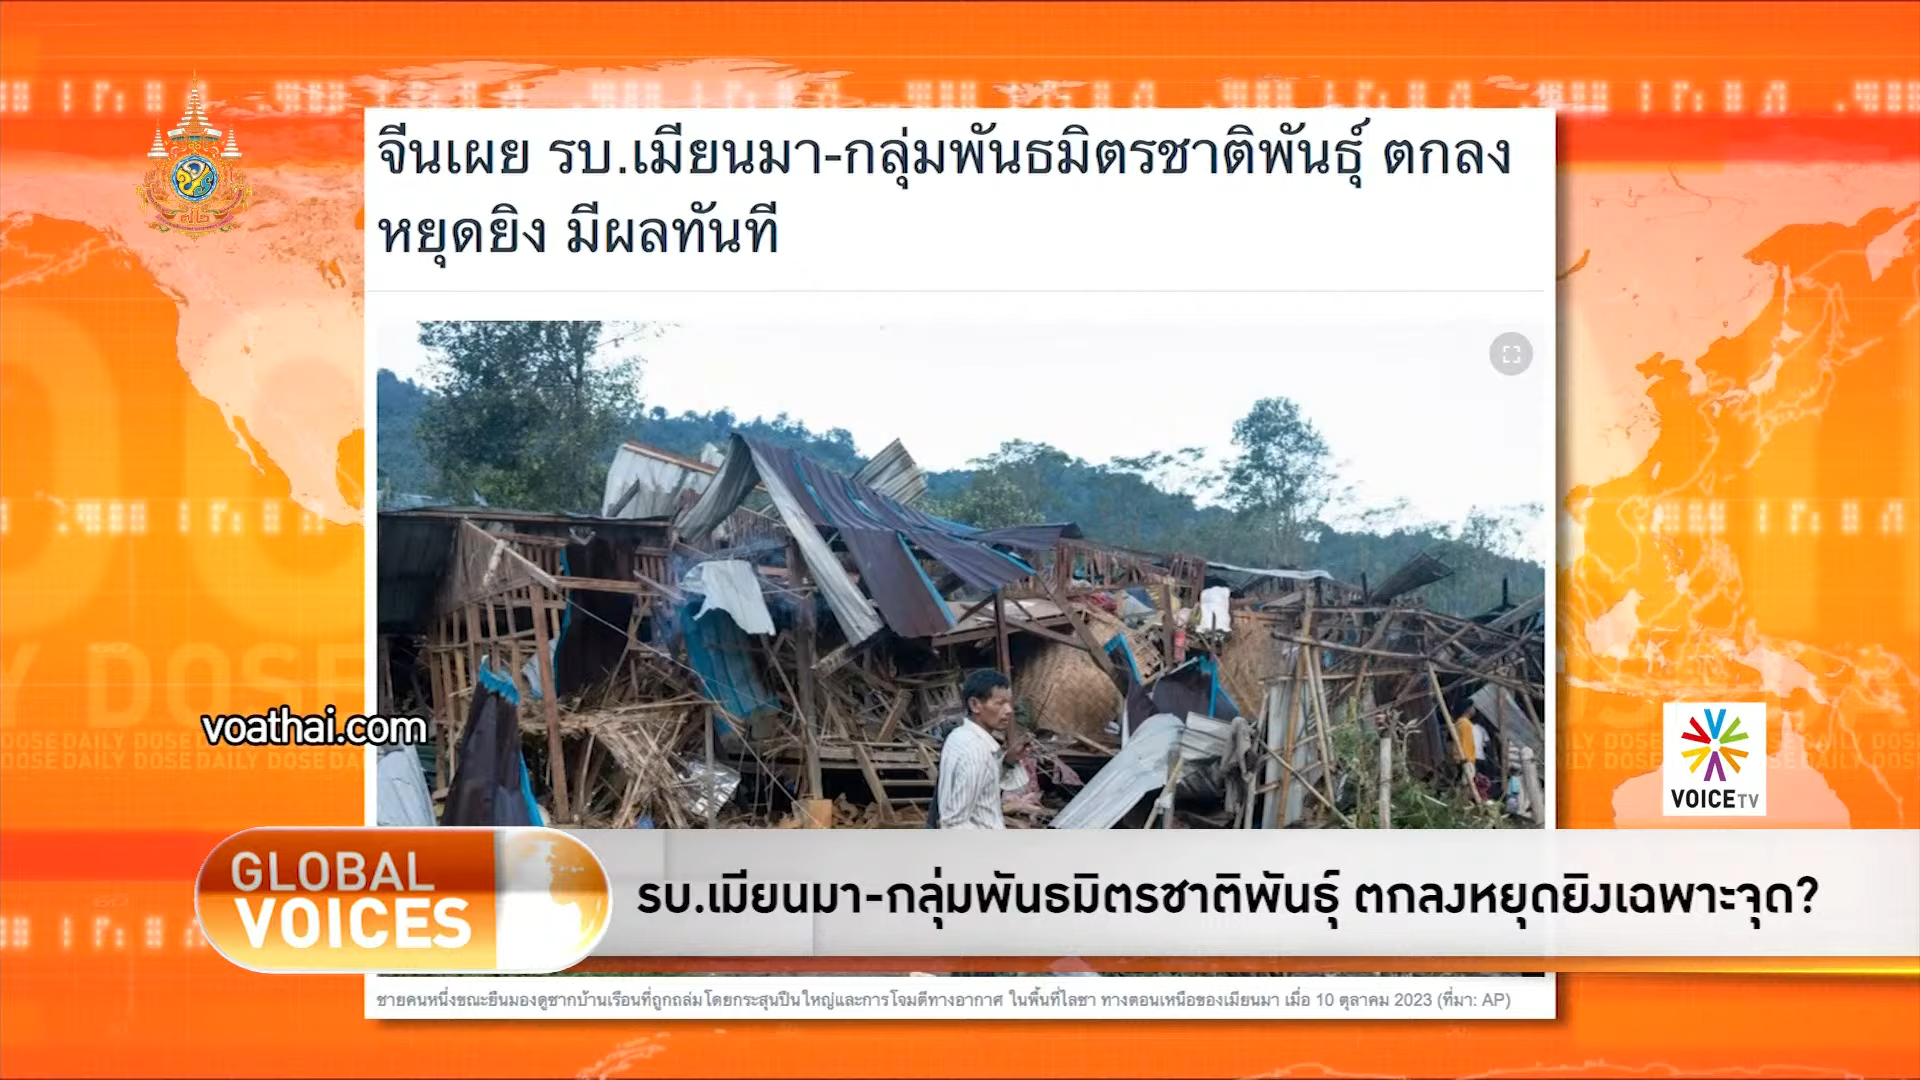 จีนเผย รบ.เมียนมา-กลุ่มพันธมิตรชาติพันธุ์ ตกลง
หยุดยิง มีผลทันที
voathai.com
VOICE TV
GLOBAL
VOICES
รบ.เมียนมา-กลุ่มพันธมิตรชาติพันธุ์ ตกลงหยุดยิงเฉพาะจุด?
ชายคนหนึ่งขณะยืนมองดูซากบ้านเรือนที่ถูกถล่มโดยกระสุนปืนใหญ่และการโจมตีทางอากาศ ในพื้นที่ไลซา ทางตอนเหนือของเมียนมา เมื่อ 10 ตุลาคม 2023 (ที่มา: AP)